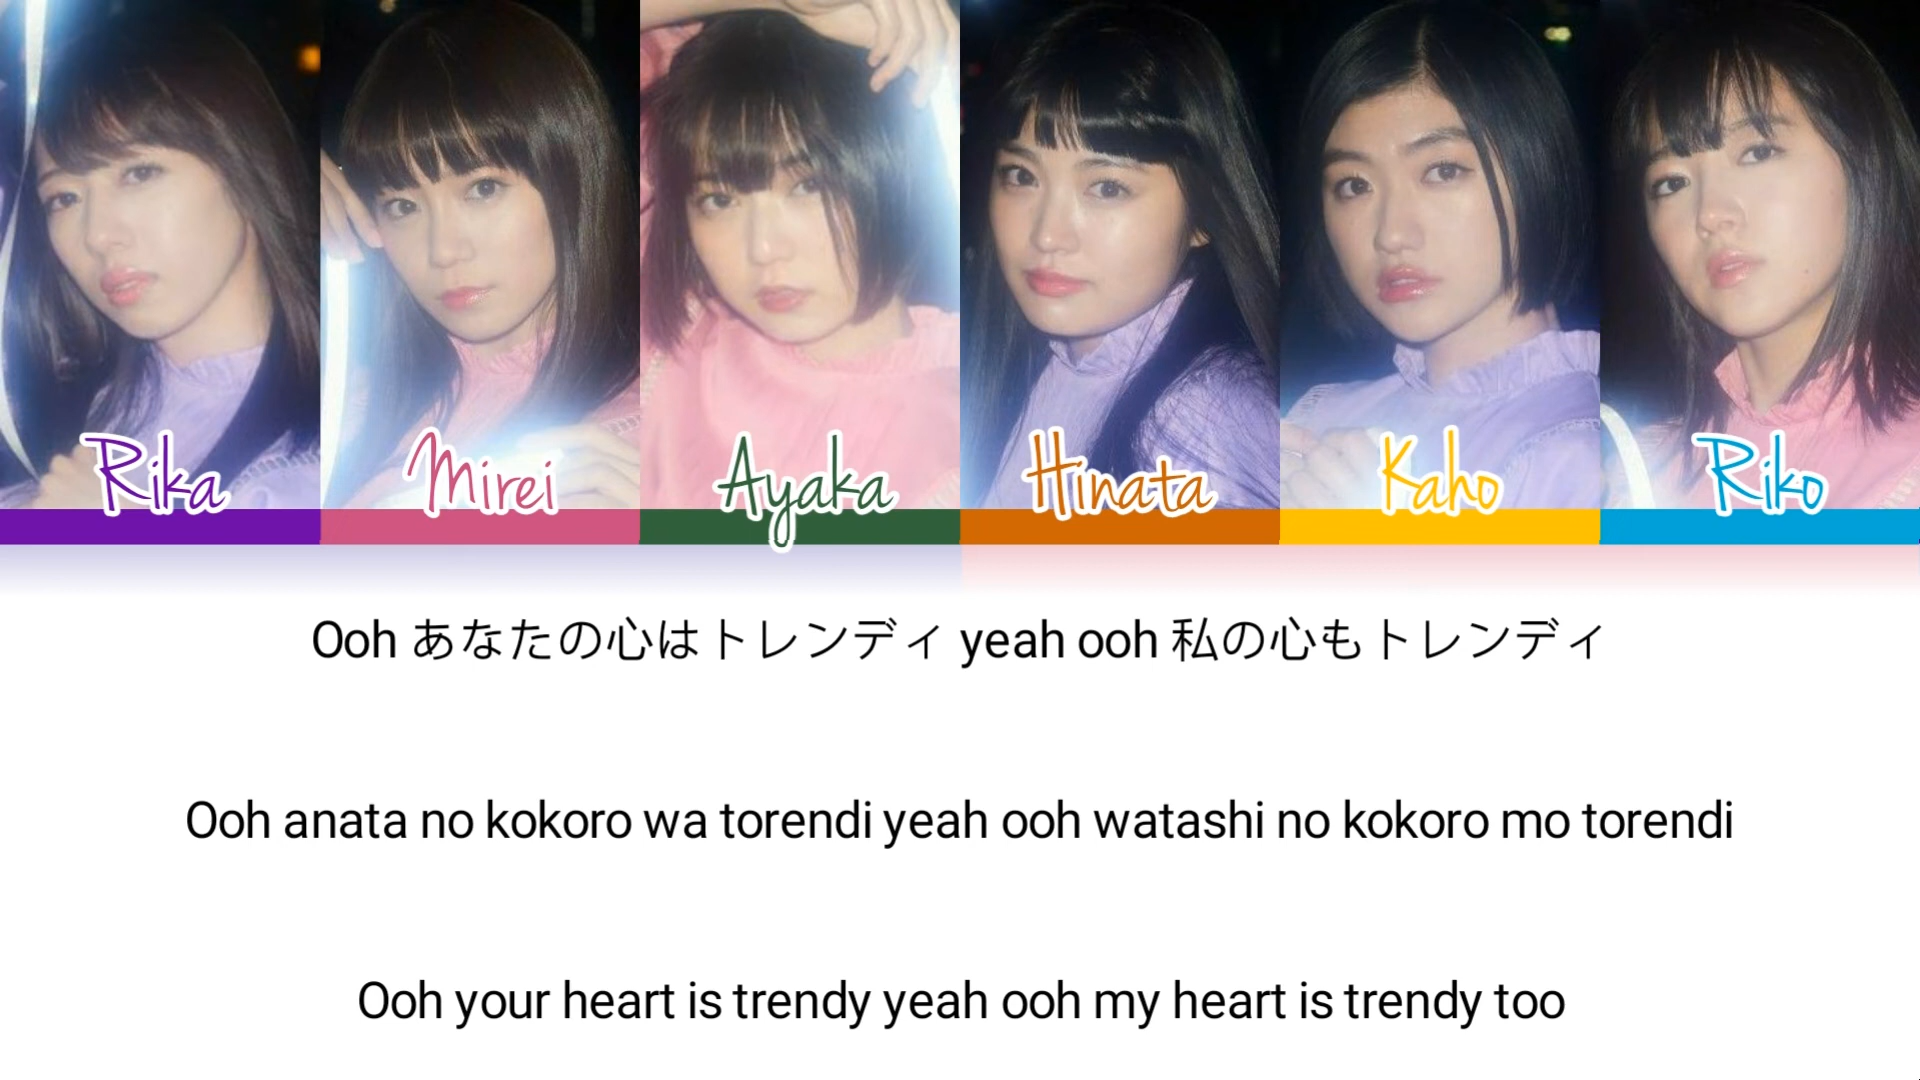 Rika Mirei Ayaka Hinata Kaho Riko
Ooh あなたの心はトレンディ yeah ooh 私の心もトレンディ
Ooh anata no kokoro wa torendi yeah ooh watashi no kokoro mo torendi
Ooh your heart is trendy yeah ooh my heart is trendy too